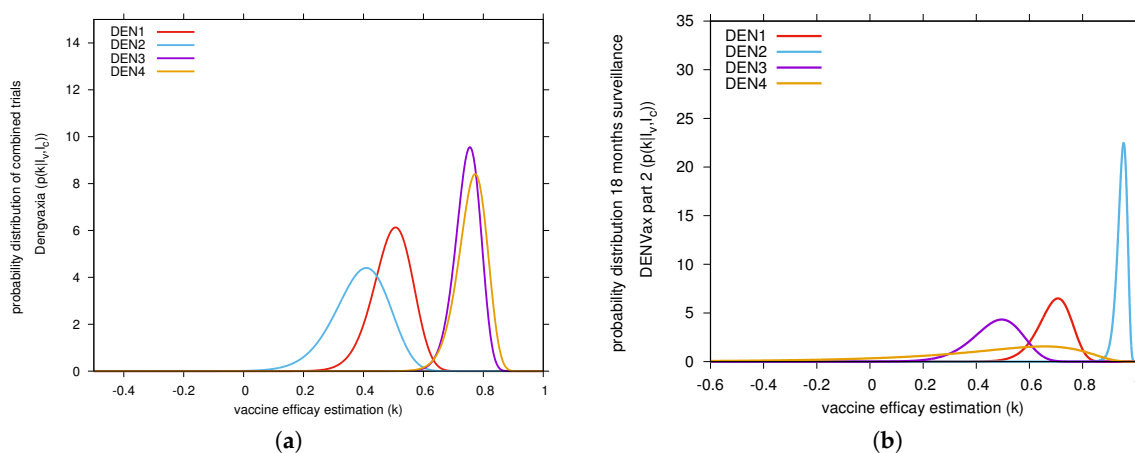 probability distribution of combined trials
Dengvaxia (p(k|I_v,I_c))
14
12
10
8
6
4
2
0
DEN1
DEN2
DEN3
DEN4
-0.4 -0.2 0 0.2 0.4 0.6 0.8 1
vaccine efficay estimation (k)
(a)
probability distribution 18 months surveillance
DENVax part 2 (p(k|I_v,I_c))
35
30
25
20
15
10
5
0
DEN1
DEN2
DEN3
DEN4
-0.6 -0.4 -0.2 0 0.2 0.4 0.6 0.8 1
vaccine efficay estimation (k)
(b)